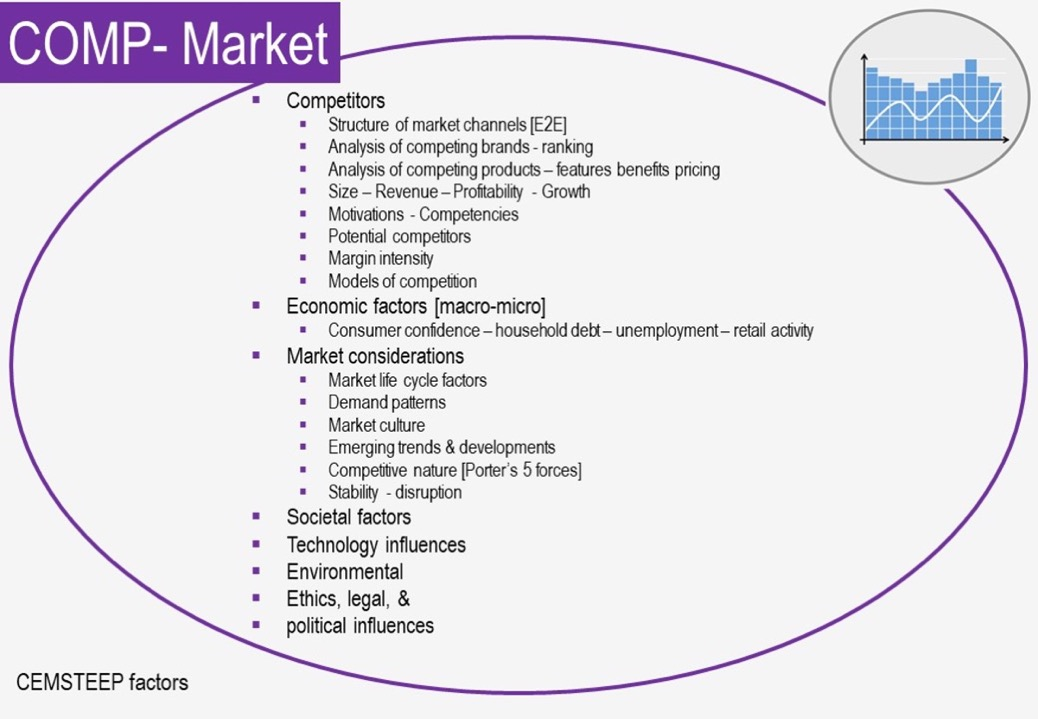 COMP- Market
Competitors
Structure of market channels [E2E]
Analysis of competing brands - ranking
Analysis of competing products – features benefits pricing
Size – Revenue – Profitability - Growth
Motivations - Competencies
Potential competitors
Margin intensity
Models of competition
Economic factors [macro-micro]
Consumer confidence – household debt – unemployment – retail activity
Market considerations
Market life cycle factors
Demand patterns
Market culture
Emerging trends & developments
Competitive nature [Porter's 5 forces]
Stability - disruption
Societal factors
Technology influences
Environmental
Ethics, legal, &
political influences
CEMSTEEP factors